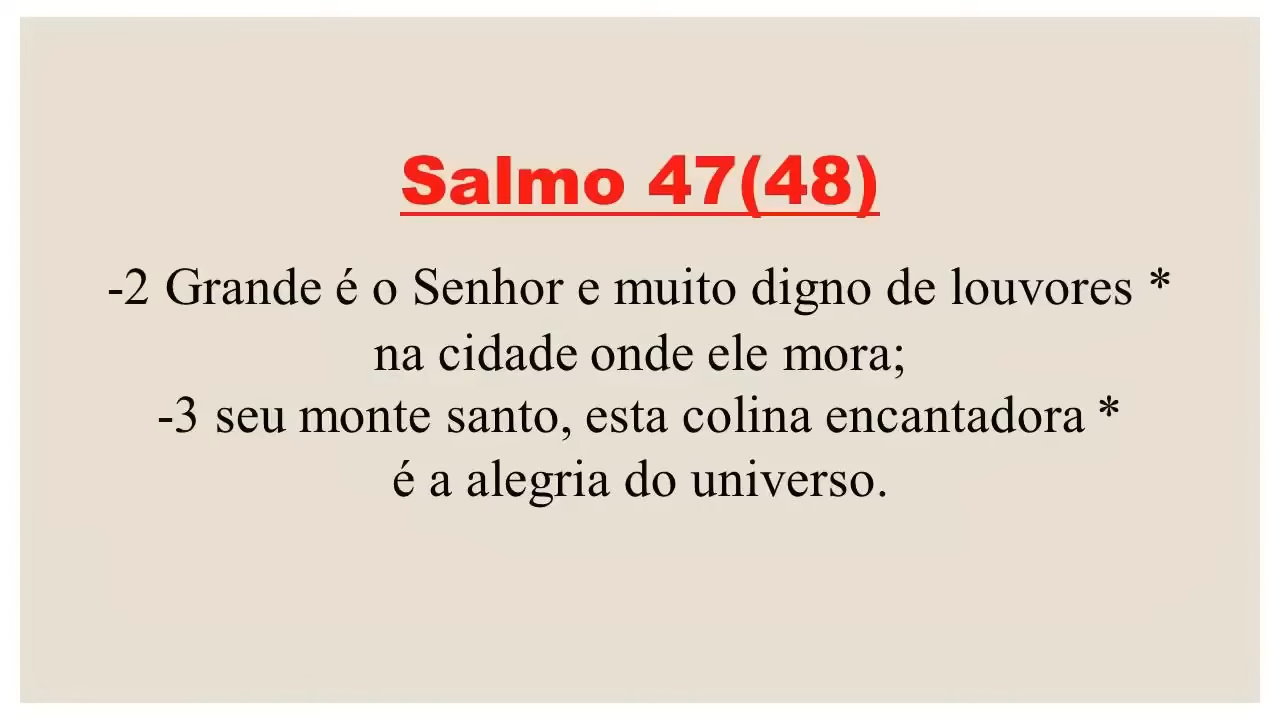 Salmo 47(48)
-2 Grande é o Senhor e muito digno de louvores *
na cidade onde ele mora;
-3 seu monte santo, esta colina encantadora *
é a alegria do universo.